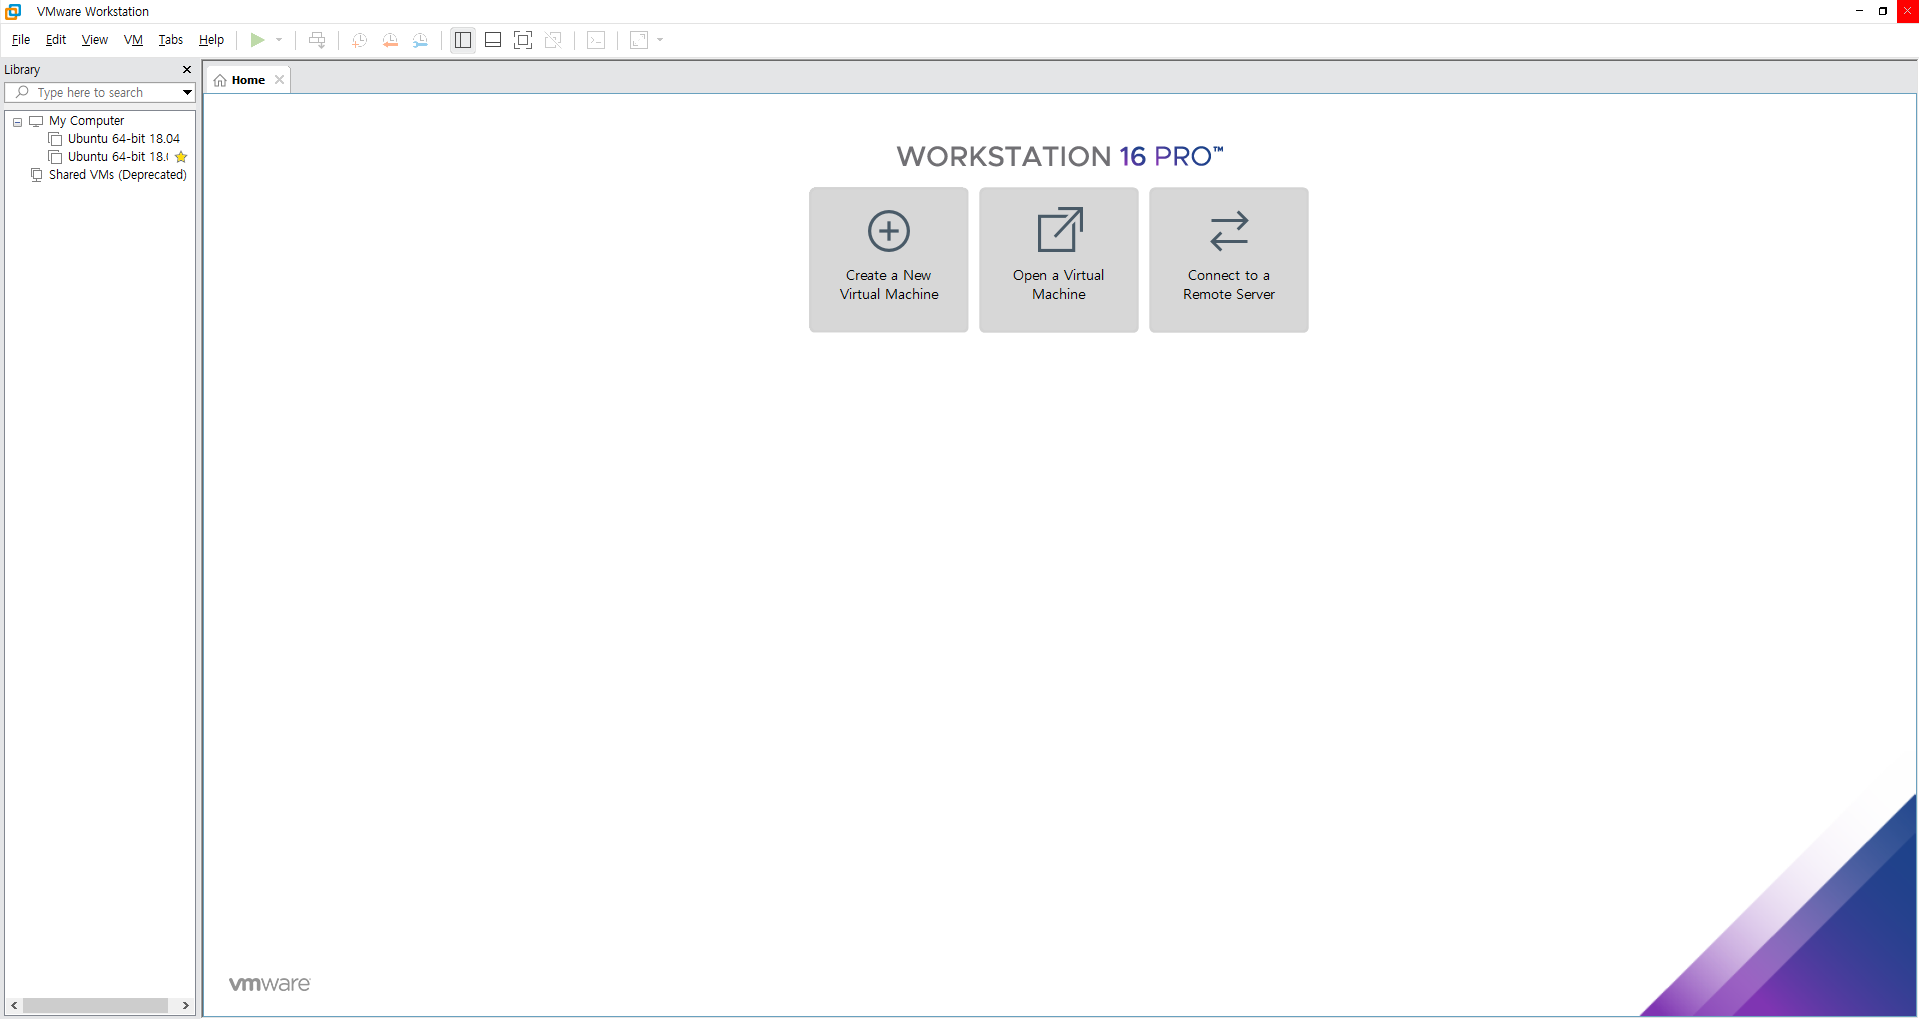 VMware Workstation
File Edit View VM Tabs Help
Library
Type here to search
My Computer
Ubuntu 64-bit 18.04
Ubuntu 64-bit 18.
Shared VMs (Deprecated)
Home
WORKSTATION 16 PRO™
Create a New
Virtual Machine
Open a Virtual
Machine
Connect to a
Remote Server
vmware